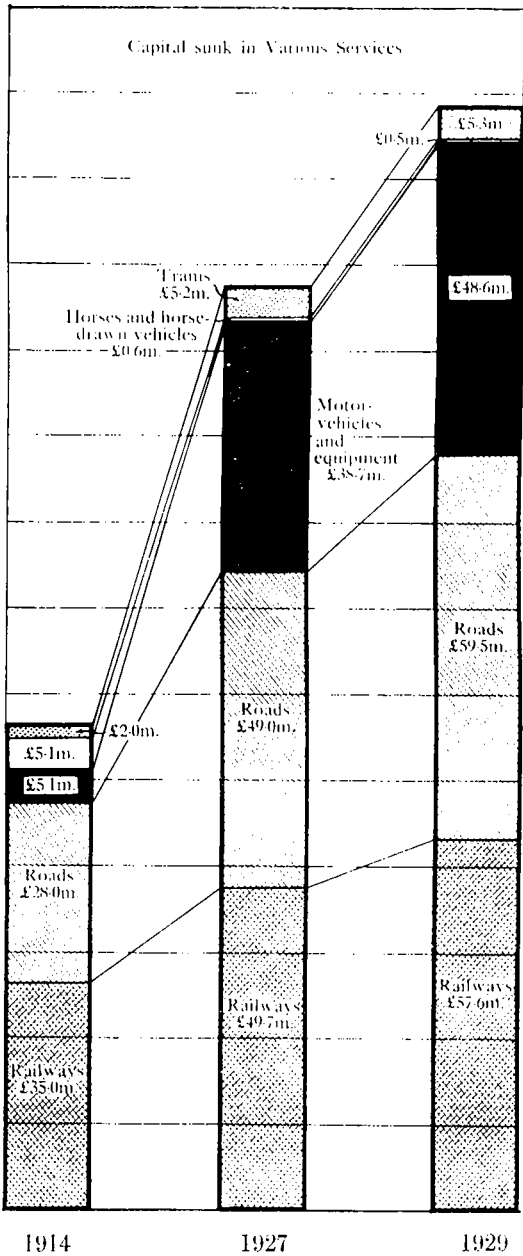 Capital sunk in Various Services
£5·3m
£0·5m.
£48·6m.
Trams
£5·2m.
Horses and horse-
drawn vehicles
£0·6m.
Motor-
vehicles
and
equipment
£38·7m.
Roads
£59·5m.
Roads
£49·0m.
£2·0m.
£5·1m.
£5·1m.
Roads
£28·0m.
Railways
£57·6m.
Railways
£49·7m.
Railways
£35·0m.
1914
1927
1929